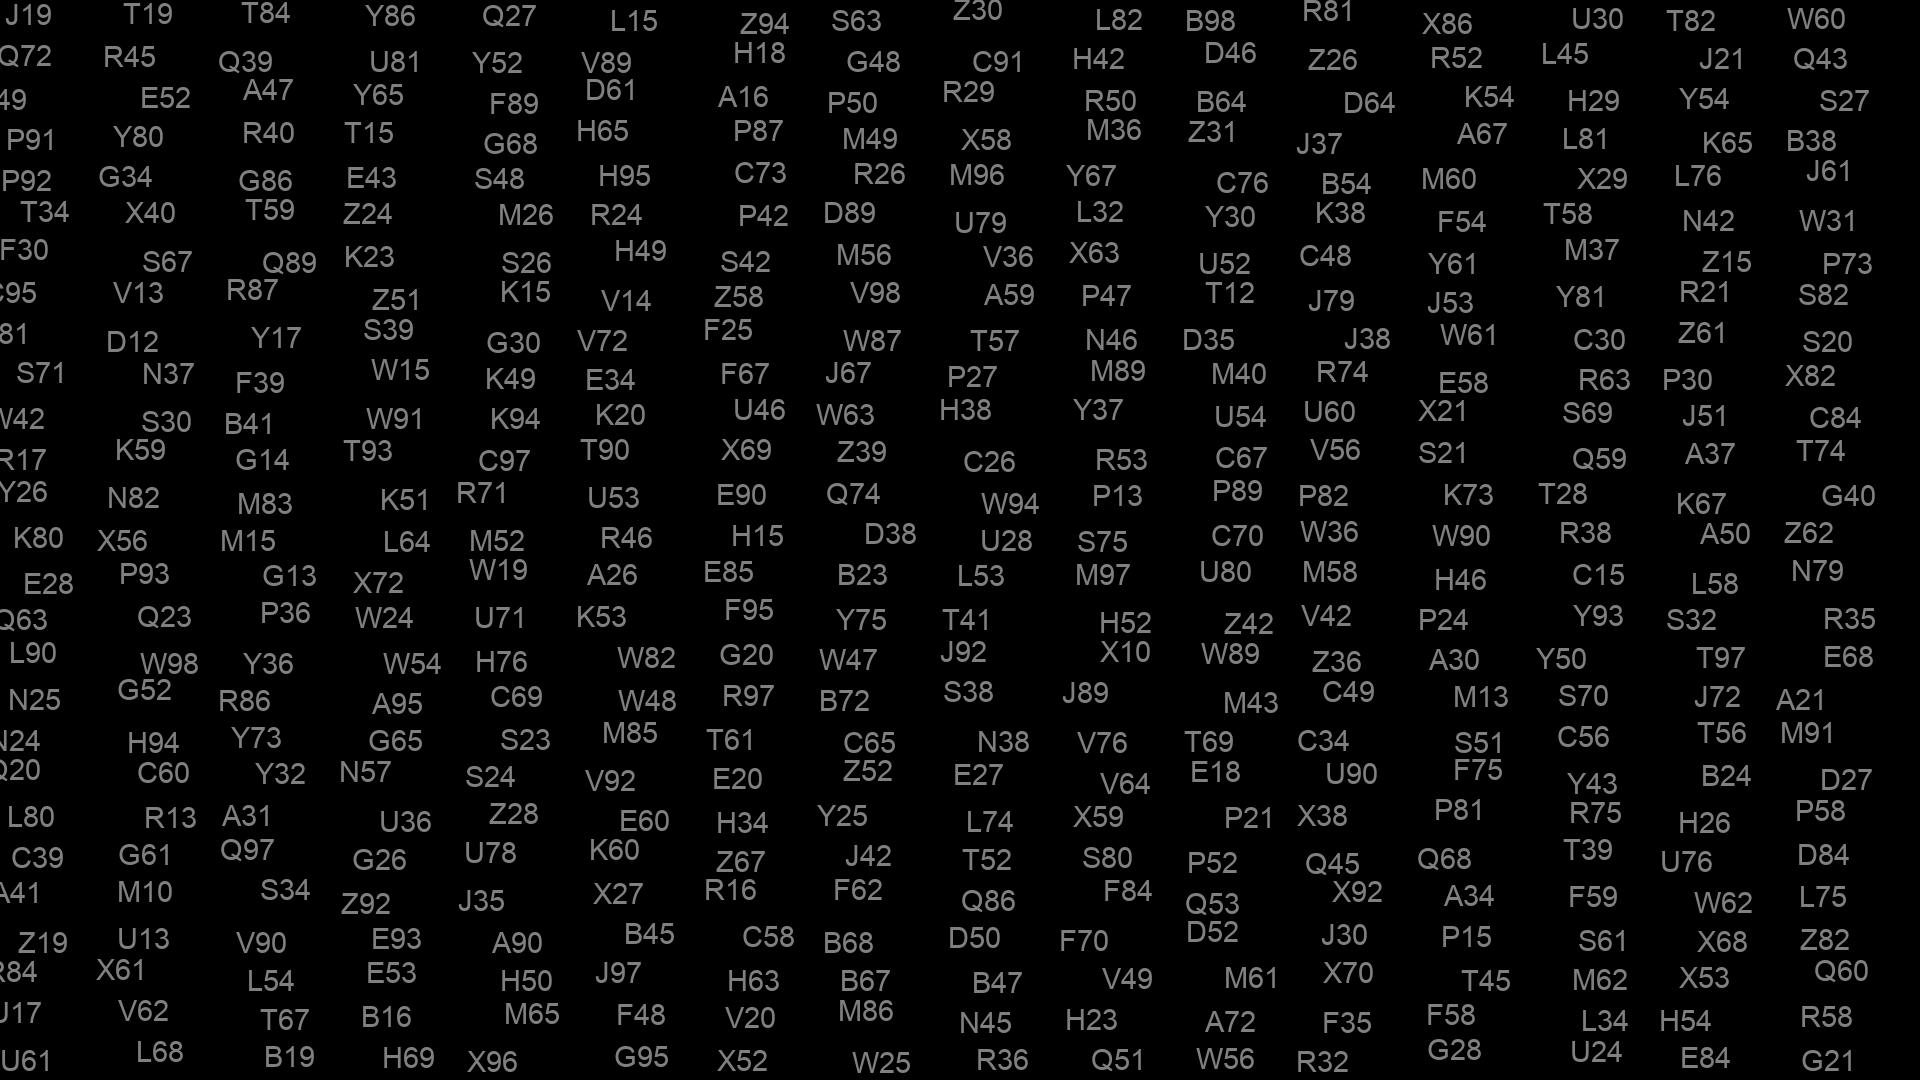 J19 T19 T84 Y86 Q27 L15 Z94 S63 Z30 L82 B98 R81 X86 U30 T82 W60
Q72 R45 Q39 U81 Y52 V89 H18 G48 C91 H42 D46 Z26 R52 L45 J21 Q43
49 E52 A47 Y65 F89 D61 A16 P50 R29 R50 B64 D64 K54 H29 Y54 S27
P91 Y80 R40 T15 G68 H65 P87 M49 X58 M36 Z31 J37 A67 L81 K65 B38
P92 G34 G86 E43 S48 H95 C73 R26 M96 Y67 C76 B54 M60 X29 L76 J61
T34 X40 T59 Z24 M26 R24 P42 D89 U79 L32 Y30 K38 F54 T58 N42 W31
F30 S67 Q89 K23 S26 H49 S42 M56 V36 X63 U52 C48 Y61 M37 Z15 P73
C95 V13 R87 Z51 K15 V14 Z58 V98 A59 P47 T12 J79 J53 Y81 R21 S82
81 D12 Y17 S39 G30 V72 F25 W87 T57 N46 D35 J38 W61 C30 Z61 S20
S71 N37 F39 W15 K49 E34 F67 J67 P27 M89 M40 R74 E58 R63 P30 X82
W42 S30 B41 W91 K94 K20 U46 W63 H38 Y37 U54 U60 X21 S69 J51 C84
R17 K59 G14 T93 C97 T90 X69 Z39 C26 R53 C67 V56 S21 Q59 A37 T74
Y26 N82 M83 K51 R71 U53 E90 Q74 W94 P13 P89 P82 K73 T28 K67 G40
K80 X56 M15 L64 M52 R46 H15 D38 U28 S75 C70 W36 W90 R38 A50 Z62
E28 P93 G13 X72 W19 A26 E85 B23 L53 M97 U80 M58 H46 C15 L58 N79
Q63 Q23 P36 W24 U71 K53 F95 Y75 T41 H52 Z42 V42 P24 Y93 S32 R35
L90 W98 Y36 W54 H76 W82 G20 W47 J92 X10 W89 Z36 A30 Y50 T97 E68
N25 G52 R86 A95 C69 W48 R97 B72 S38 J89 M43 C49 M13 S70 J72 A21
N24 H94 Y73 G65 S23 M85 T61 C65 N38 V76 T69 C34 S51 C56 T56 M91
Q20 C60 Y32 N57 S24 V92 E20 Z52 E27 V64 E18 U90 F75 Y43 B24 D27
L80 R13 A31 U36 Z28 E60 H34 Y25 L74 X59 P21 X38 P81 R75 H26 P58
C39 G61 Q97 G26 U78 K60 Z67 J42 T52 S80 P52 Q45 Q68 T39 U76 D84
A41 M10 S34 Z92 J35 X27 R16 F62 Q86 F84 Q53 X92 A34 F59 W62 L75
Z19 U13 V90 E93 A90 B45 C58 B68 D50 F70 D52 J30 P15 S61 X68 Z82
R84 X61 L54 E53 H50 J97 H63 B67 B47 V49 M61 X70 T45 M62 X53 Q60
V62 T67 B16 M65 F48 V20 M86 N45 H23 A72 F35 F58 L34 H54 R58
U61 L68 B19 H69 X96 G95 X52 W25 R36 Q51 W56 R32 G28 U24 E84 G21